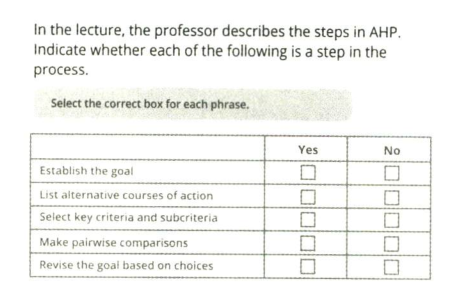 In the lecture, the professor describes the steps in AHP.
Indicate whether each of the following is a step in the
process.
Select the correct box for each phrase.
Yes No
Establish the goal
List alternative courses of action
Select key criteria and subcriteria
Make pairwise comparisons
Revise the goal based on choices